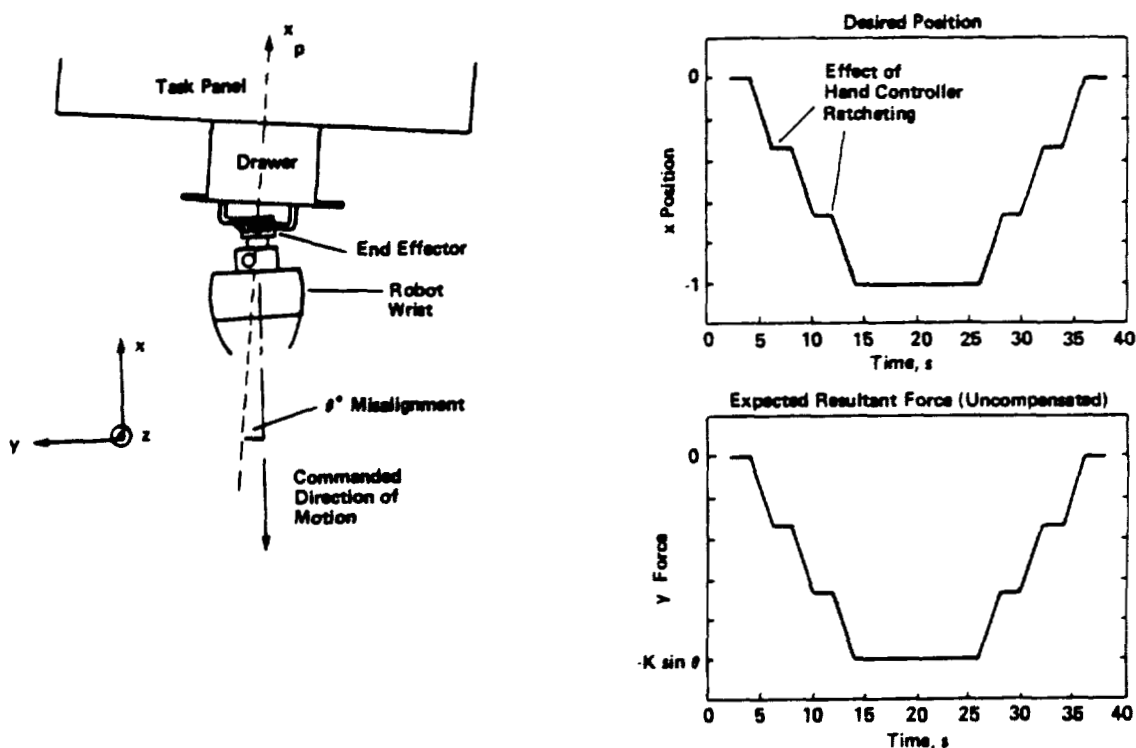 x
p
Task Panel
Drawer
End Effector
Robot
Wrist
x
y
z
θ° Misalignment
Commanded
Direction of
Motion
Desired Position
0
Effect of
Hand Controller
Ratcheting
x Position
-1
0 5 10 15 20 25 30 35 40
Time, s
Expected Resultant Force (Uncompensated)
0
y Force
-K sin θ
0 5 10 15 20 25 30 35 40
Time, s